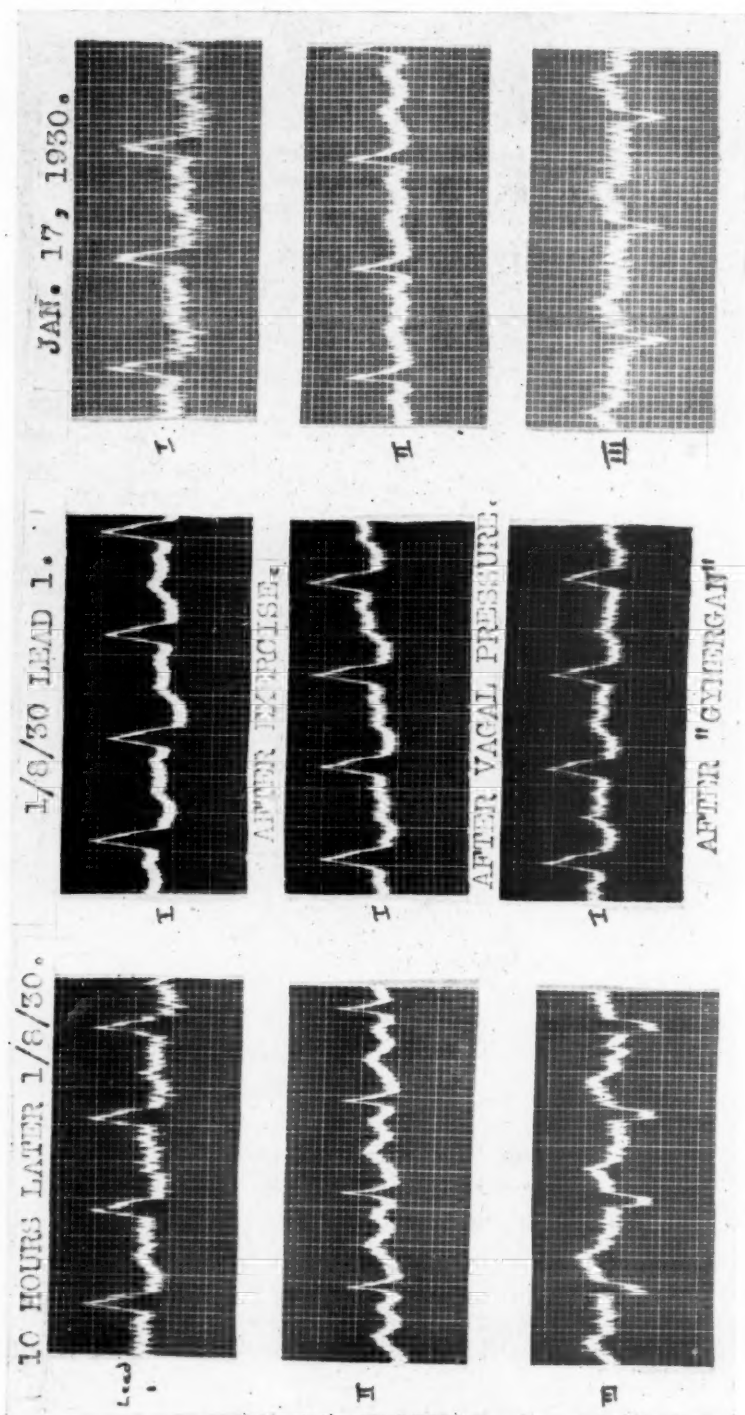 10 HOURS LATER 1/8/30.
Lead
1
II
III
1/8/30 LEAD 1.
I
AFTER EXERCISE.
I
AFTER VAGAL PRESSURE.
I
AFTER "GYNERGAN"
JAN. 17, 1930.
I
II
III